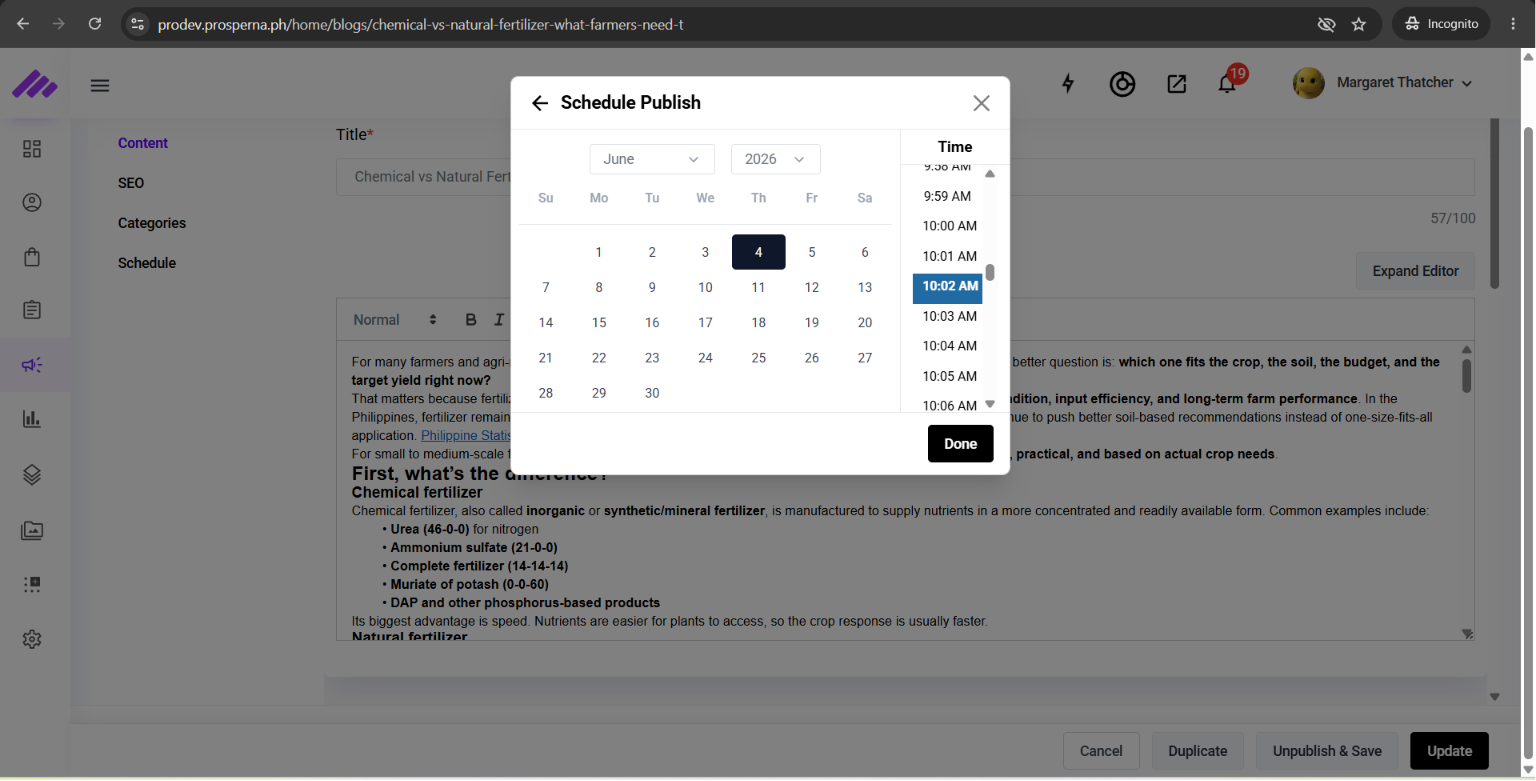 prodev.prosperna.ph/home/blogs/chemical-vs-natural-fertilizer-what-farmers-need-t
Incognito
19
Margaret Thatcher
Schedule Publish
Content
SEO
Categories
Schedule
Title*
Chemical vs Natural Fert
57/100
Expand Editor
June
2026
Su Mo Tu We Th Fr Sa
1 2 3 4 5 6
7 8 9 10 11 12 13
14 15 16 17 18 19 20
21 22 23 24 25 26 27
28 29 30
Time
9:58 AM
9:59 AM
10:00 AM
10:01 AM
10:02 AM
10:03 AM
10:04 AM
10:05 AM
10:06 AM
Done
Normal
B I
For many farmers and agri- better question is: which one fits the crop, the soil, the budget, and the
target yield right now?
That matters because fertiliz input efficiency, and long-term farm performance. In the
Philippines, fertilizer remain to push better soil-based recommendations instead of one-size-fits-all
application. Philippine Statis
For small to medium-scale , practical, and based on actual crop needs.
First, what's the difference?
Chemical fertilizer
Chemical fertilizer, also called inorganic or synthetic/mineral fertilizer, is manufactured to supply nutrients in a more concentrated and readily available form. Common examples include:
• Urea (46-0-0) for nitrogen
• Ammonium sulfate (21-0-0)
• Complete fertilizer (14-14-14)
• Muriate of potash (0-0-60)
• DAP and other phosphorus-based products
Its biggest advantage is speed. Nutrients are easier for plants to access, so the crop response is usually faster.
Natural fertilizer
Cancel
Duplicate
Unpublish & Save
Update